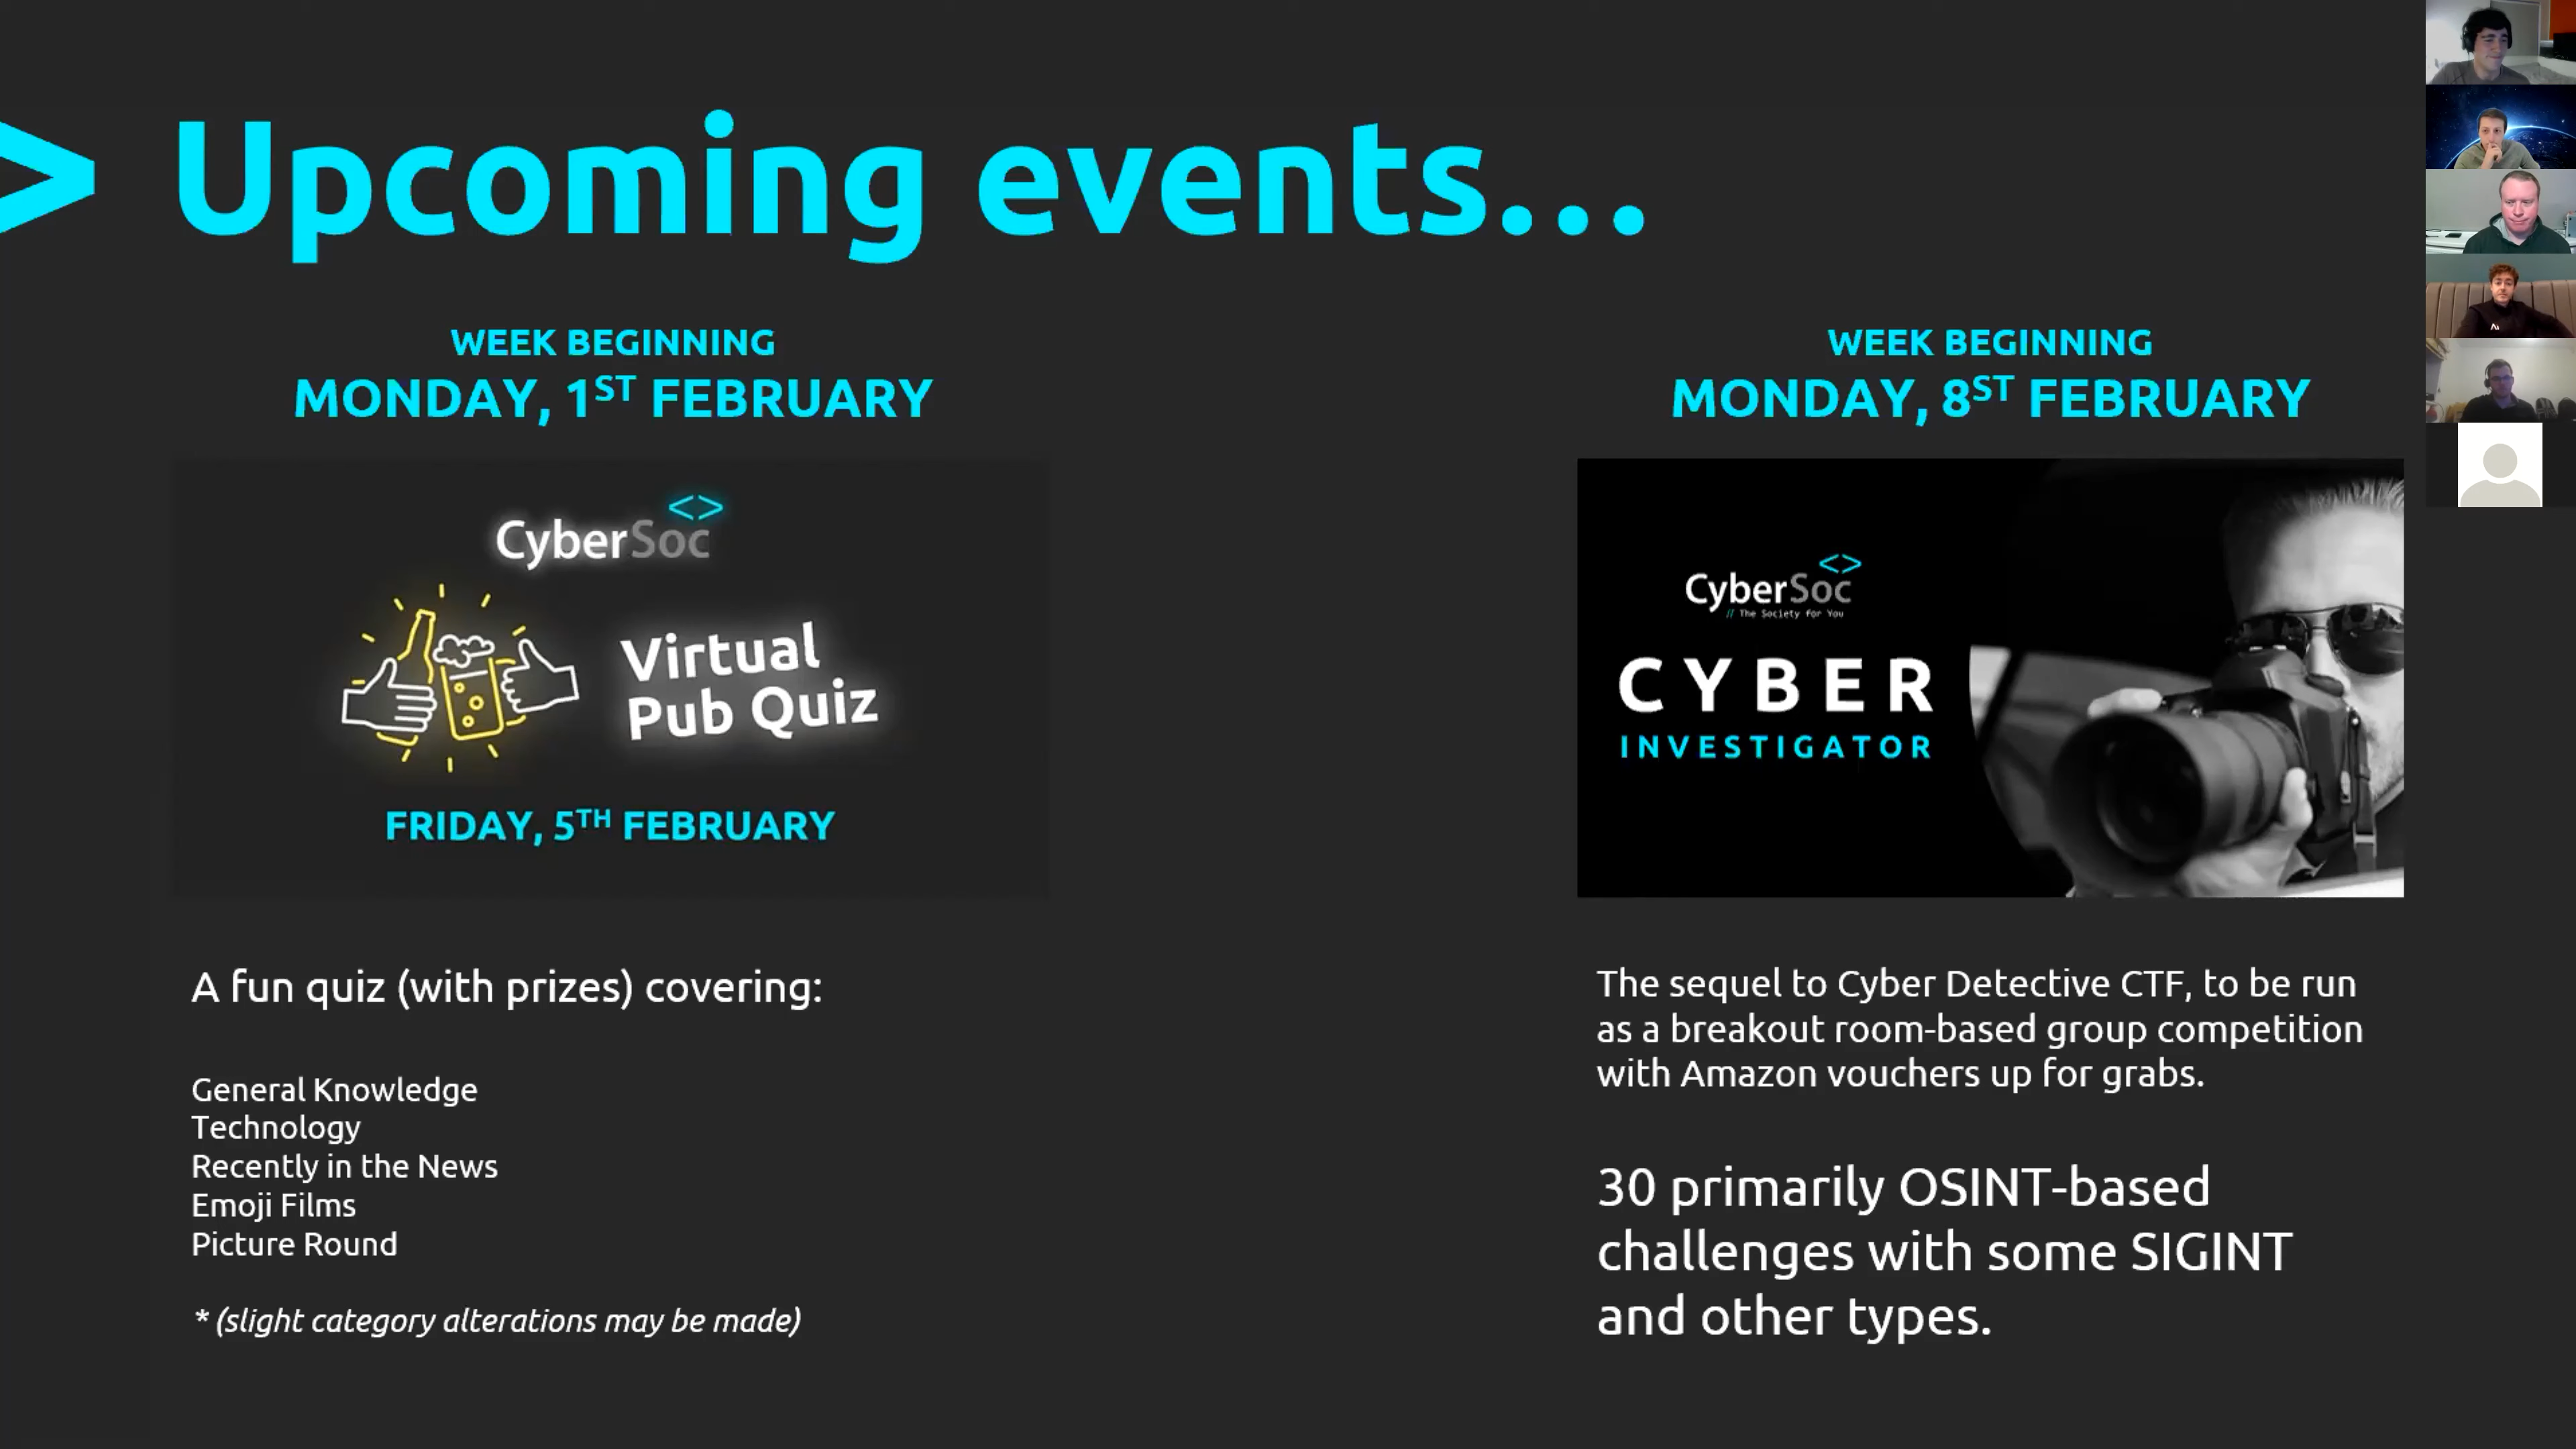 > Upcoming events...
WEEK BEGINNING
MONDAY, 1ST FEBRUARY
CyberSoc
<>
Virtual
Pub Quiz
FRIDAY, 5TH FEBRUARY
A fun quiz (with prizes) covering:
General Knowledge
Technology
Recently in the News
Emoji Films
Picture Round
* (slight category alterations may be made)
WEEK BEGINNING
MONDAY, 8ST FEBRUARY
<>
CyberSoc
// The Society for You
CYBER
INVESTIGATOR
The sequel to Cyber Detective CTF, to be run
as a breakout room-based group competition
with Amazon vouchers up for grabs.
30 primarily OSINT-based
challenges with some SIGINT
and other types.